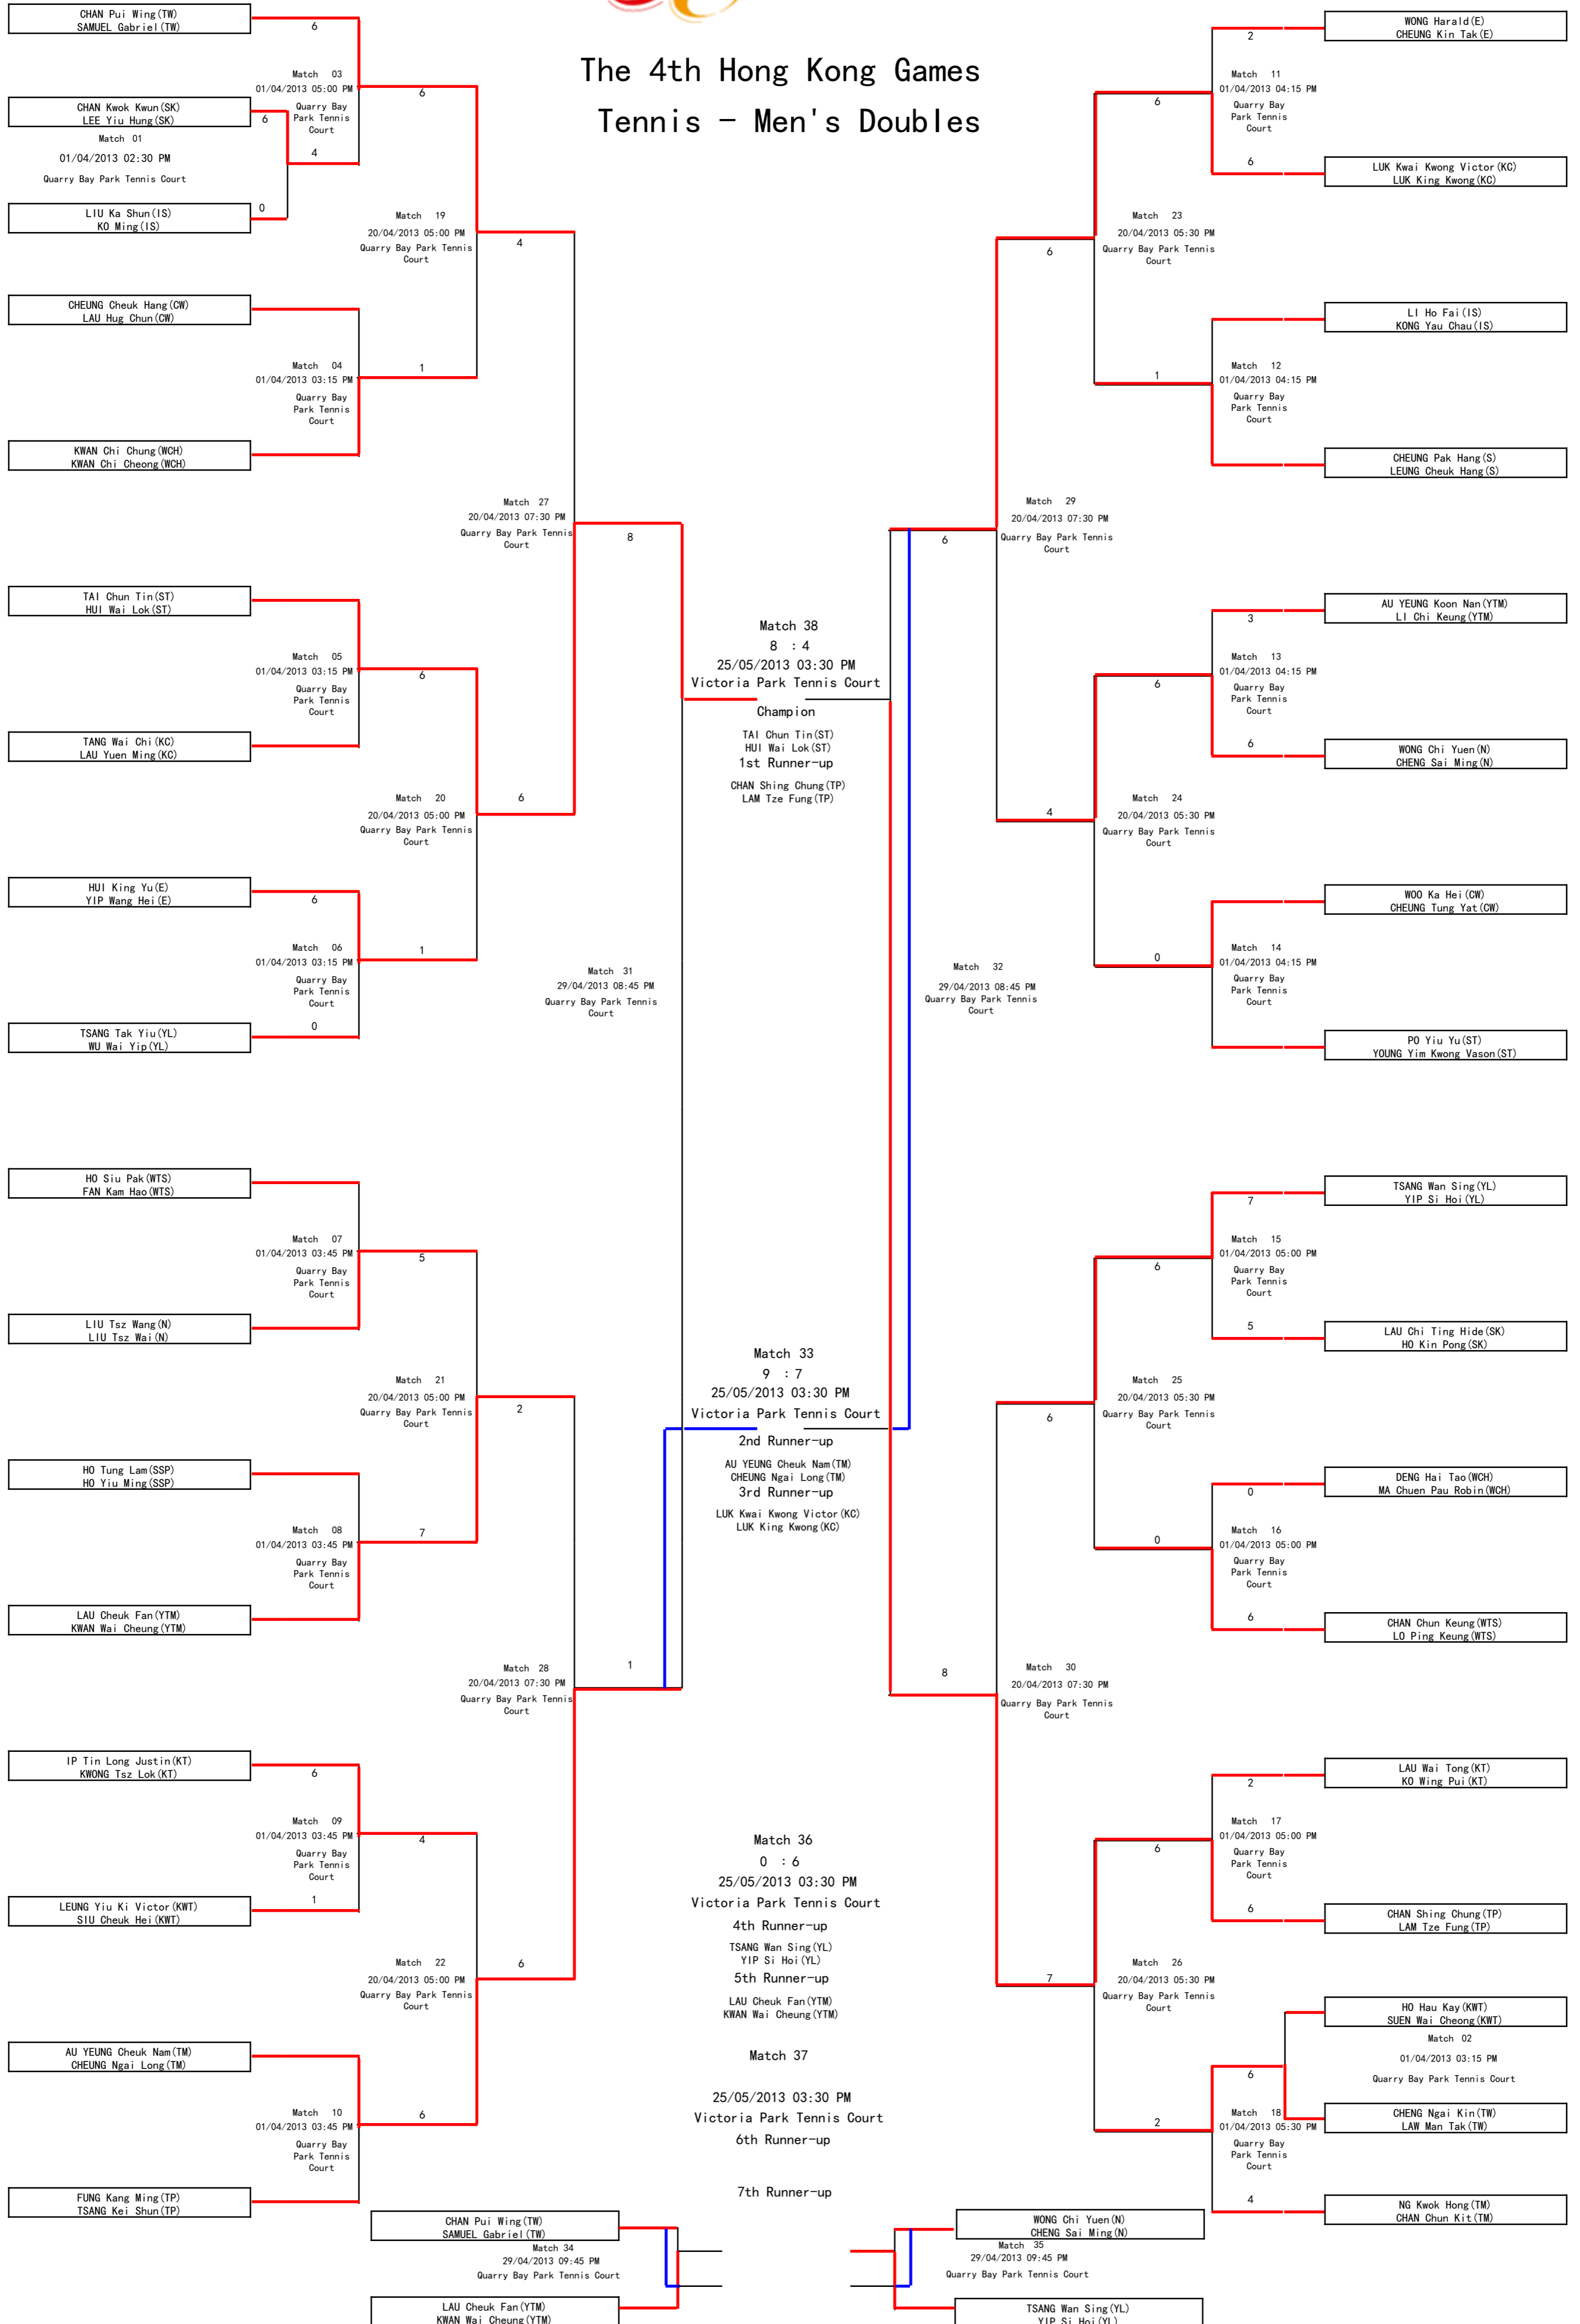 The 4th Hong Kong Games
Tennis - Men's Doubles
CHAN Pui Wing(TW)
SAMUEL Gabriel(TW)
6
Match 03
01/04/2013 05:00 PM
Quarry Bay
Park Tennis
Court
6
CHAN Kwok Kwun(SK)
LEE Yiu Hung(SK)
6
Match 01
01/04/2013 02:30 PM
Quarry Bay Park Tennis Court
4
LIU Ka Shun(IS)
KO Ming(IS)
0
Match 19
20/04/2013 05:00 PM
Quarry Bay Park Tennis
Court
4
CHEUNG Cheuk Hang(CW)
LAU Hug Chun(CW)
Match 04
01/04/2013 03:15 PM
Quarry Bay
Park Tennis
Court
1
KWAN Chi Chung(WCH)
KWAN Chi Cheong(WCH)
Match 27
20/04/2013 07:30 PM
Quarry Bay Park Tennis
Court
8
TAI Chun Tin(ST)
HUI Wai Lok(ST)
Match 05
01/04/2013 03:15 PM
Quarry Bay
Park Tennis
Court
6
TANG Wai Chi(KC)
LAU Yuen Ming(KC)
Match 20
20/04/2013 05:00 PM
Quarry Bay Park Tennis
Court
6
HUI King Yu(E)
YIP Wang Hei(E)
6
Match 06
01/04/2013 03:15 PM
Quarry Bay
Park Tennis
Court
1
TSANG Tak Yiu(YL)
WU Wai Yip(YL)
0
Match 31
29/04/2013 08:45 PM
Quarry Bay Park Tennis
Court
HO Siu Pak(WTS)
FAN Kam Hao(WTS)
Match 07
01/04/2013 03:45 PM
Quarry Bay
Park Tennis
Court
5
LIU Tsz Wang(N)
LIU Tsz Wai(N)
Match 21
20/04/2013 05:00 PM
Quarry Bay Park Tennis
Court
2
HO Tung Lam(SSP)
HO Yiu Ming(SSP)
Match 08
01/04/2013 03:45 PM
Quarry Bay
Park Tennis
Court
7
LAU Cheuk Fan(YTM)
KWAN Wai Cheung(YTM)
Match 28
20/04/2013 07:30 PM
Quarry Bay Park Tennis
Court
1
IP Tin Long Justin(KT)
KWONG Tsz Lok(KT)
6
Match 09
01/04/2013 03:45 PM
Quarry Bay
Park Tennis
Court
4
LEUNG Yiu Ki Victor(KWT)
SIU Cheuk Hei(KWT)
1
Match 22
20/04/2013 05:00 PM
Quarry Bay Park Tennis
Court
6
AU YEUNG Cheuk Nam(TM)
CHEUNG Ngai Long(TM)
Match 10
01/04/2013 03:45 PM
Quarry Bay
Park Tennis
Court
6
FUNG Kang Ming(TP)
TSANG Kei Shun(TP)
Match 38
8 : 4
25/05/2013 03:30 PM
Victoria Park Tennis Court
Champion
TAI Chun Tin(ST)
HUI Wai Lok(ST)
1st Runner-up
CHAN Shing Chung(TP)
LAM Tze Fung(TP)
Match 33
9 : 7
25/05/2013 03:30 PM
Victoria Park Tennis Court
2nd Runner-up
AU YEUNG Cheuk Nam(TM)
CHEUNG Ngai Long(TM)
3rd Runner-up
LUK Kwai Kwong Victor(KC)
LUK King Kwong(KC)
Match 36
0 : 6
25/05/2013 03:30 PM
Victoria Park Tennis Court
4th Runner-up
TSANG Wan Sing(YL)
YIP Si Hoi(YL)
5th Runner-up
LAU Cheuk Fan(YTM)
KWAN Wai Cheung(YTM)
Match 37
25/05/2013 03:30 PM
Victoria Park Tennis Court
6th Runner-up
7th Runner-up
WONG Harald(E)
CHEUNG Kin Tak(E)
2
Match 11
01/04/2013 04:15 PM
Quarry Bay
Park Tennis
Court
6
6
LUK Kwai Kwong Victor(KC)
LUK King Kwong(KC)
Match 23
20/04/2013 05:30 PM
Quarry Bay Park Tennis
Court
6
LI Ho Fai(IS)
KONG Yau Chau(IS)
Match 12
01/04/2013 04:15 PM
Quarry Bay
Park Tennis
Court
1
CHEUNG Pak Hang(S)
LEUNG Cheuk Hang(S)
Match 29
20/04/2013 07:30 PM
Quarry Bay Park Tennis
Court
6
AU YEUNG Koon Nan(YTM)
LI Chi Keung(YTM)
3
Match 13
01/04/2013 04:15 PM
Quarry Bay
Park Tennis
Court
6
6
WONG Chi Yuen(N)
CHENG Sai Ming(N)
Match 24
20/04/2013 05:30 PM
Quarry Bay Park Tennis
Court
4
WOO Ka Hei(CW)
CHEUNG Tung Yat(CW)
Match 14
01/04/2013 04:15 PM
Quarry Bay
Park Tennis
Court
0
PO Yiu Yu(ST)
YOUNG Yim Kwong Vason(ST)
Match 32
29/04/2013 08:45 PM
Quarry Bay Park Tennis
Court
TSANG Wan Sing(YL)
YIP Si Hoi(YL)
7
Match 15
01/04/2013 05:00 PM
Quarry Bay
Park Tennis
Court
6
5
LAU Chi Ting Hide(SK)
HO Kin Pong(SK)
Match 25
20/04/2013 05:30 PM
Quarry Bay Park Tennis
Court
6
DENG Hai Tao(WCH)
MA Chuen Pau Robin(WCH)
0
Match 16
01/04/2013 05:00 PM
Quarry Bay
Park Tennis
Court
0
6
CHAN Chun Keung(WTS)
LO Ping Keung(WTS)
Match 30
20/04/2013 07:30 PM
Quarry Bay Park Tennis
Court
8
LAU Wai Tong(KT)
KO Wing Pui(KT)
2
Match 17
01/04/2013 05:00 PM
Quarry Bay
Park Tennis
Court
6
6
CHAN Shing Chung(TP)
LAM Tze Fung(TP)
Match 26
20/04/2013 05:30 PM
Quarry Bay Park Tennis
Court
7
HO Hau Kay(KWT)
SUEN Wai Cheong(KWT)
Match 02
01/04/2013 03:15 PM
Quarry Bay Park Tennis Court
6
CHENG Ngai Kin(TW)
LAW Man Tak(TW)
Match 18
01/04/2013 05:30 PM
Quarry Bay
Park Tennis
Court
2
4
NG Kwok Hong(TM)
CHAN Chun Kit(TM)
CHAN Pui Wing(TW)
SAMUEL Gabriel(TW)
Match 34
29/04/2013 09:45 PM
Quarry Bay Park Tennis Court
LAU Cheuk Fan(YTM)
KWAN Wai Cheung(YTM)
WONG Chi Yuen(N)
CHENG Sai Ming(N)
Match 35
29/04/2013 09:45 PM
Quarry Bay Park Tennis Court
TSANG Wan Sing(YL)
YIP Si Hoi(YL)